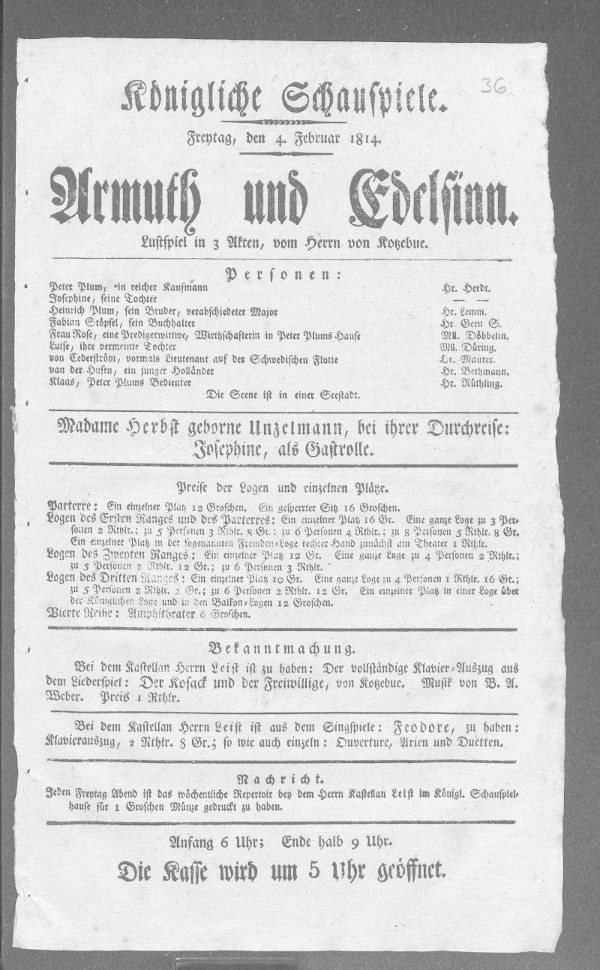 36
Königliche Schauspiele.
Freytag, den 4. Februar 1814.
Armuth und Edelsinn.
Lustspiel in 3 Akten, vom Herrn von Kotzebue.
Personen:
Peter Plum, ein reicher Kaufmann Hr. Herdt.
Josephine, seine Tochter — —
Heinrich Plum, sein Bruder, verabschiedeter Major Hr. Lemm.
Fabian Stöpsel, sein Buchhalter Hr. Gern S.
Frau Rose, eine Predigerwittwe, Wirthschafterin in Peter Plums Hause Mll. Döbbelin.
Luise, ihre vermeinte Tochter Mll. Düring.
von Cederström, vormals Lieutenant auf der Schwedischen Flotte Hr. Maurer.
van der Husen, ein junger Holländer Hr. Bethmann.
Klaas, Peter Plums Bedienter Hr. Rüthling.
Die Scene ist in einer Seestadt.
Madame Herbst geborne Unzelmann, bei ihrer Durchreise:
Josephine, als Gastrolle.
Preise der Logen und einzelnen Plätze.
Parterre: Ein einzelner Platz 12 Groschen. Ein gesperrter Sitz 16 Groschen.
Logen des Ersten Ranges und des Parterres: Ein einzelner Platz 16 Gr. Eine ganze Loge zu 3 Per-
sonen 2 Rthlr.; zu 5 Personen 3 Rthlr. 8 Gr.; zu 6 Personen 4 Rthlr.; zu 8 Personen 5 Rthlr. 8 Gr.
Ein einzelner Platz in der sogenannten Fremden-Loge rechter Hand zunächst am Theater 1 Rthlr.
Logen des Zweyten Ranges: Ein einzelner Platz 12 Gr. Eine ganze Loge zu 4 Personen 2 Rthlr.;
zu 5 Personen 2 Rthlr. 12 Gr.; zu 6 Personen 3 Rthlr.
Logen des Dritten Ranges: Ein einzelner Platz 10 Gr. Eine ganze Loge zu 4 Personen 1 Rthlr. 16 Gr.;
zu 5 Personen 2 Rthlr. 2 Gr.; zu 6 Personen 2 Rthlr. 12 Gr. Ein einzelner Platz in einer Loge über
der Königlichen Loge und in den Balkon-Logen 12 Groschen.
Vierte Reihe: Amphitheater 6 Groschen.
Bekanntmachung.
Bei dem Kastellan Herrn Leist ist zu haben: Der vollständige Klavier-Auszug aus
dem Liederspiel: Der Kosack und der Freiwillige, von Kotzebue. Musik von B. A.
Weber. Preis 1 Rthlr.
Bei dem Kastellan Herrn Leist ist aus dem Singspiele: Feodore, zu haben:
Klavierauszug, 2 Rthlr. 8 Gr.; so wie auch einzeln: Ouverture, Arien und Duetten.
Nachricht.
Jeden Freytag Abend ist das wöchentliche Repertoir bey dem Herrn Kastellan Leist im Königl. Schauspiel-
hause für 1 Groschen Münze gedruckt zu haben.
Anfang 6 Uhr; Ende halb 9 Uhr.
Die Kasse wird um 5 Uhr geöffnet.